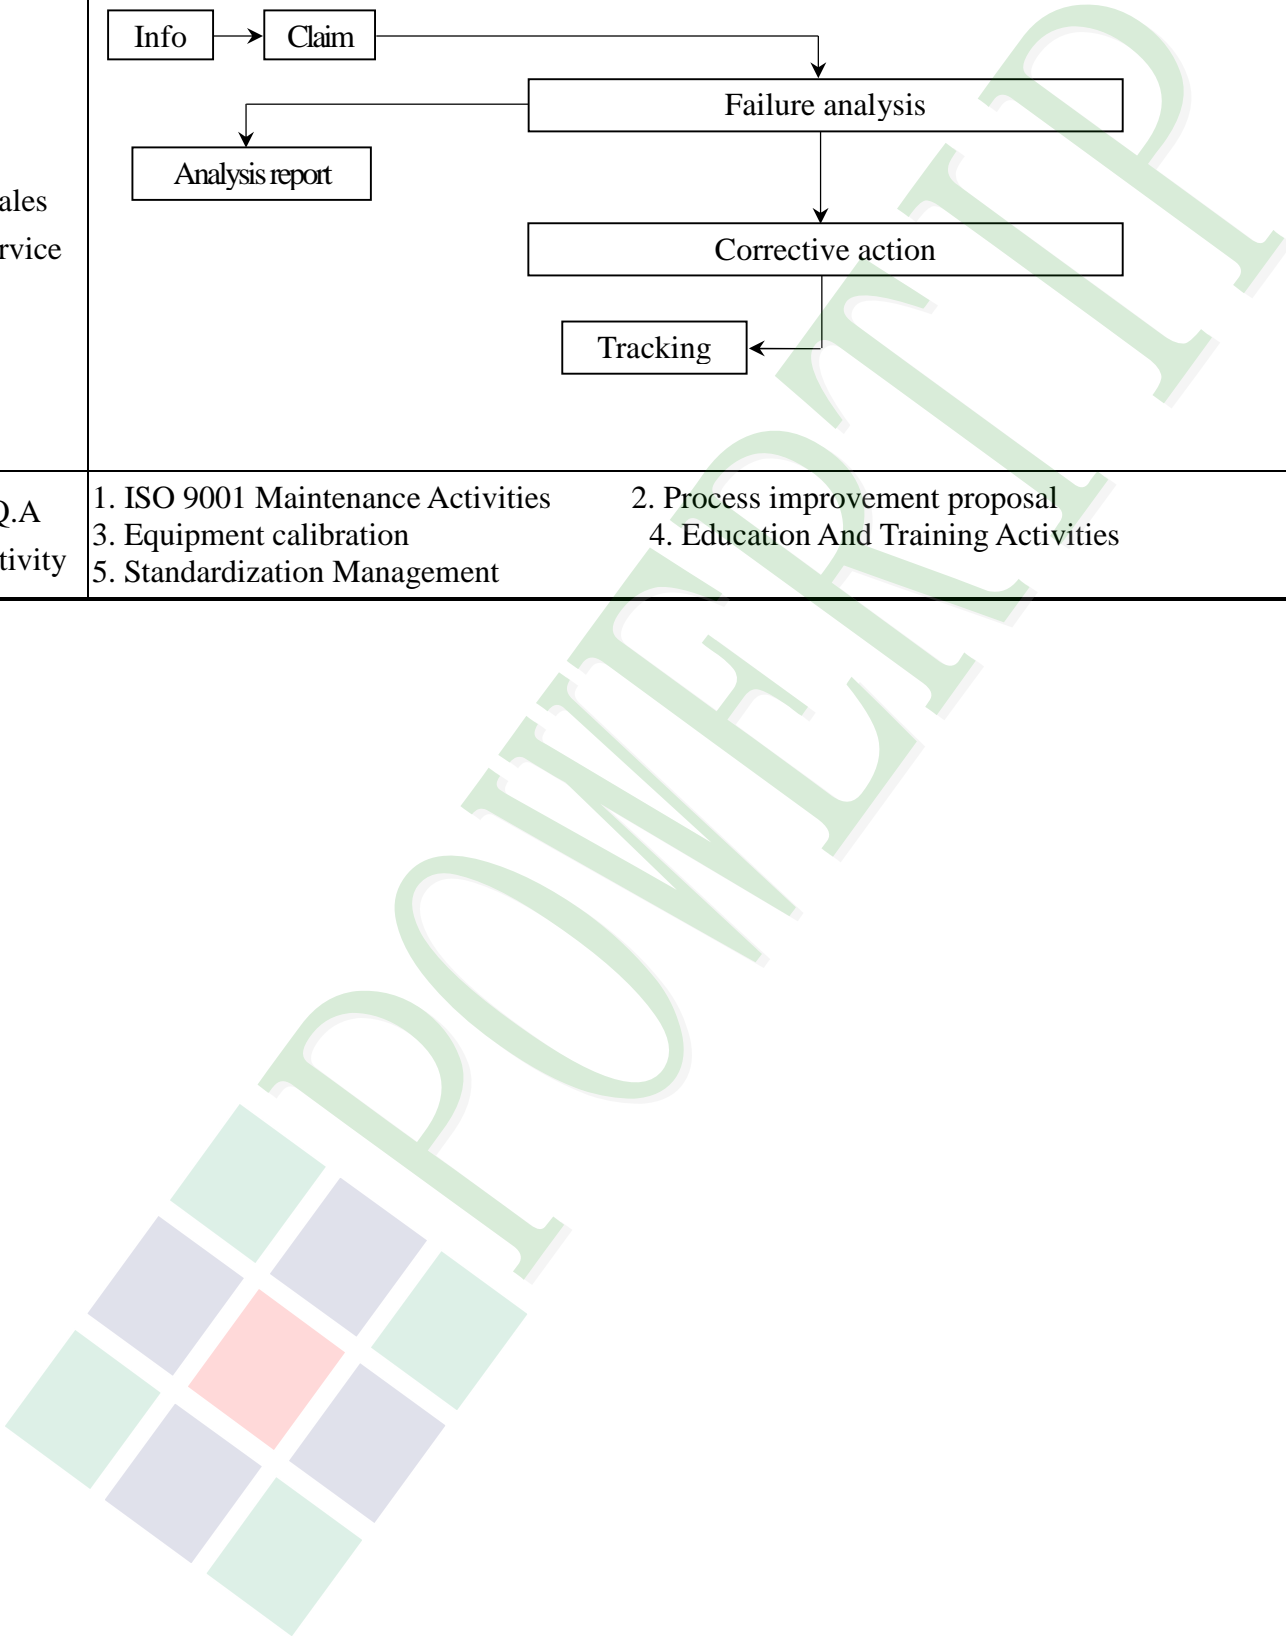 Info Claim
Failure analysis
Analysis report
ales
rvice
Corrective action
Tracking
Q.A
tivity
1. ISO 9001 Maintenance Activities 2. Process improvement proposal
3. Equipment calibration 4. Education And Training Activities
5. Standardization Management
POWERTIP